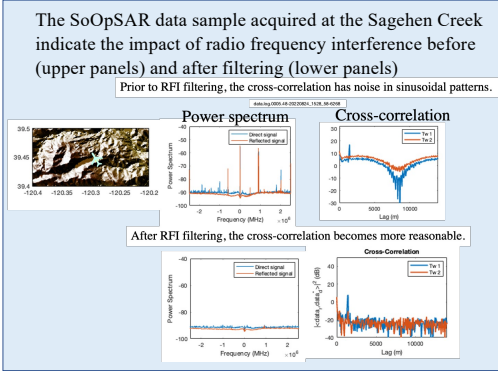 The SoOpSAR data sample acquired at the Sagehen Creek
indicate the impact of radio frequency interference before
(upper panels) and after filtering (lower panels)
Prior to RFI filtering, the cross-correlation has noise in sinusoidal patterns.
Power spectrum
Cross-correlation
39.5
39.45
39.4
-120.4 -120.35 -120.3 -120.25 -120.2
-40
-50
-60
-70
-80
-90
-100
Power Spectrum
Direct signal
Reflected signal
-2 -1 0 1 2
Frequency (MHz)
×10⁶
30
20
10
0
-10
-20
-30
Tw 1
Tw 2
0 5000 10000
Lag (m)
After RFI filtering, the cross-correlation becomes more reasonable.
-40
-60
-80
-100
Power Spectrum
Direct signal
Reflected signal
-2 -1 0 1 2
Frequency (MHz)
×10⁶
Cross-Correlation
40
20
0
-20
-40
Tw 1
Tw 2
0 5000 10000
Lag (m)